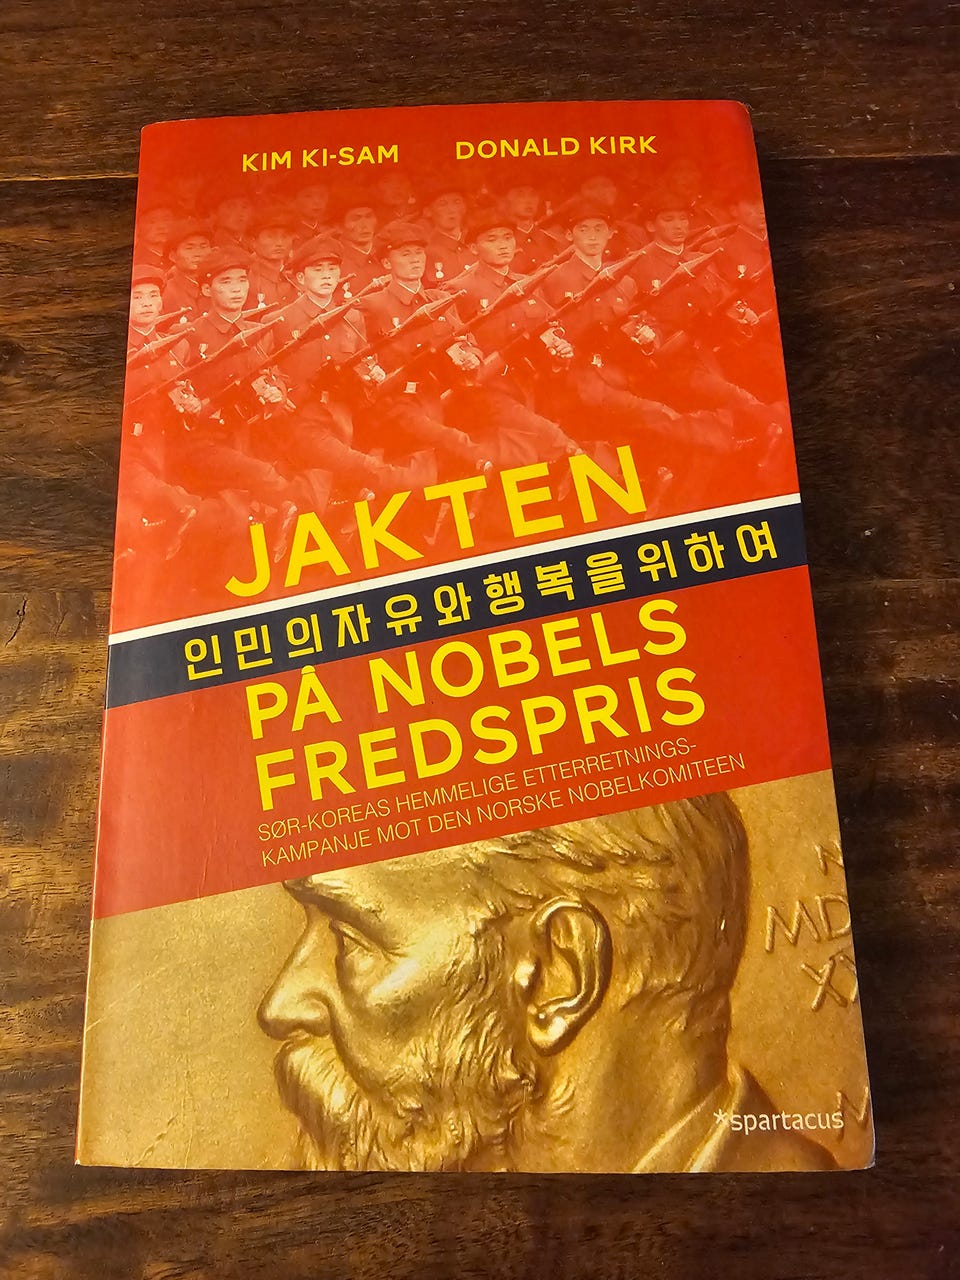 KIM KI-SAM DONALD KIRK
JAKTEN
인민의자유와행복을위하여
PÅ NOBELS
FREDSPRIS
SØR-KOREAS HEMMELIGE ETTERRETNINGS-
KAMPANJE MOT DEN NORSKE NOBELKOMITEEN
MD
*spartacus